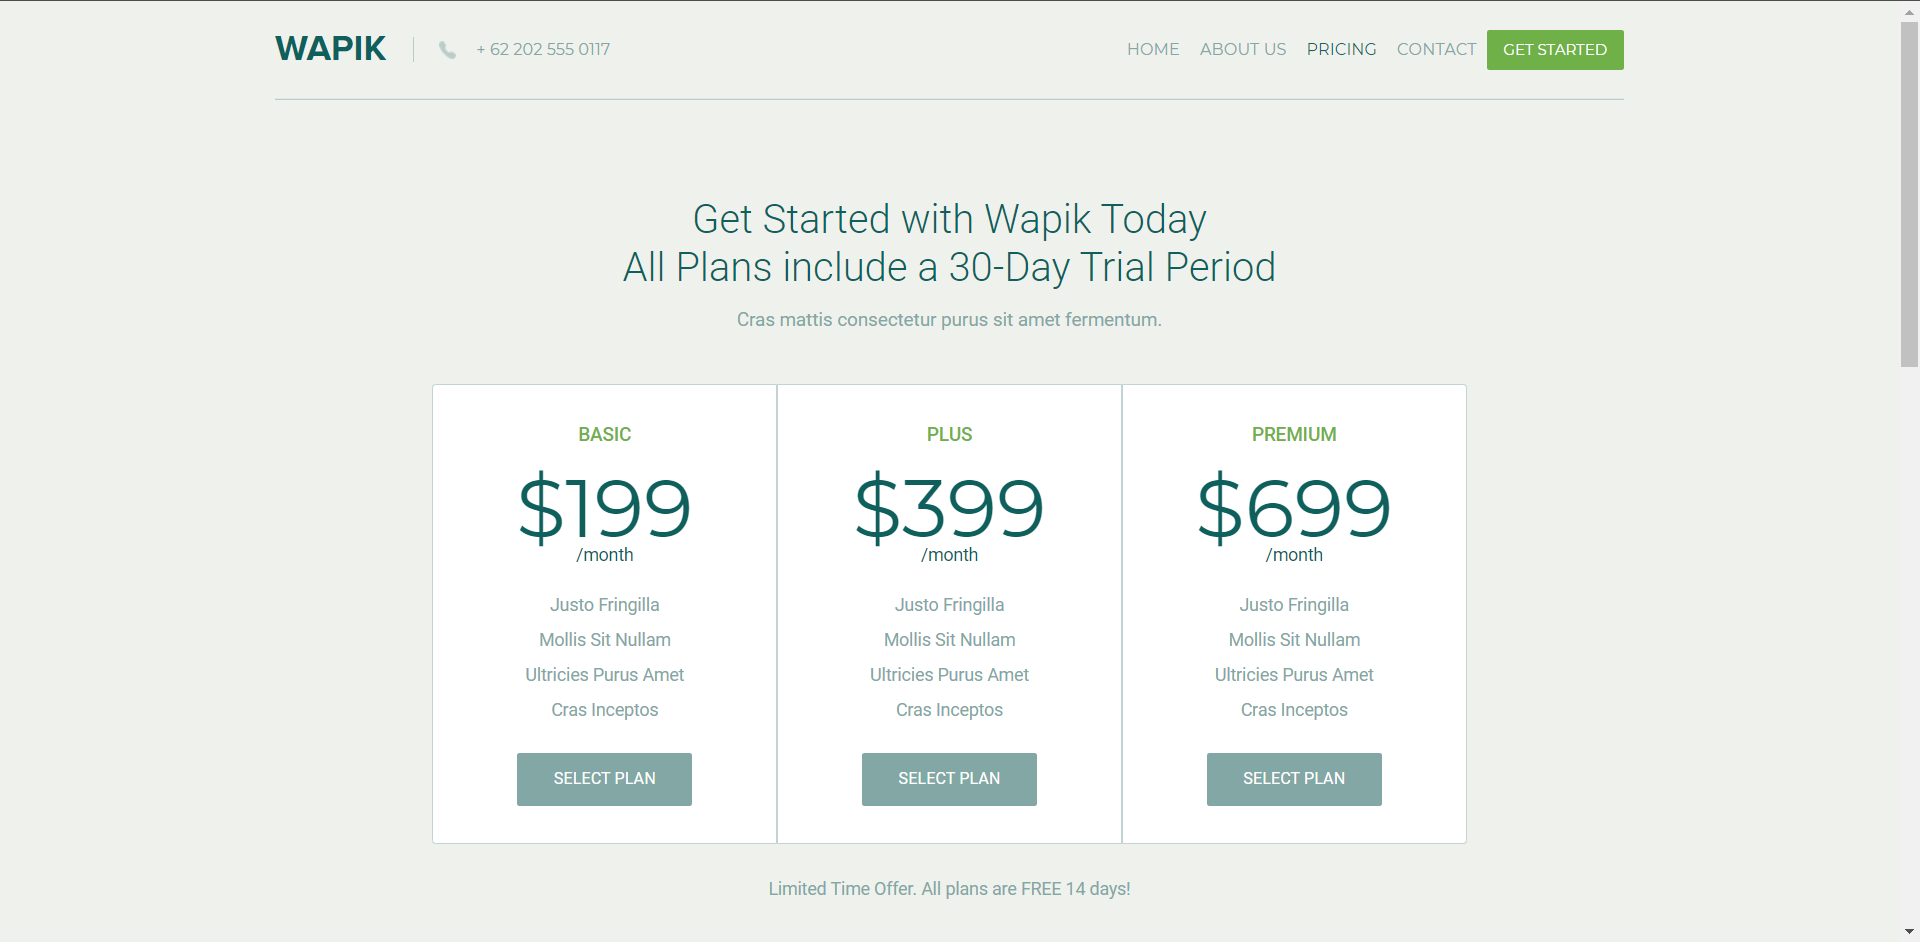 WAPIK
+ 62 202 555 0117
HOME ABOUT US PRICING CONTACT GET STARTED
Get Started with Wapik Today
All Plans include a 30-Day Trial Period
Cras mattis consectetur purus sit amet fermentum.
BASIC
$199
/month
Justo Fringilla
Mollis Sit Nullam
Ultricies Purus Amet
Cras Inceptos
SELECT PLAN
PLUS
$399
/month
Justo Fringilla
Mollis Sit Nullam
Ultricies Purus Amet
Cras Inceptos
SELECT PLAN
PREMIUM
$699
/month
Justo Fringilla
Mollis Sit Nullam
Ultricies Purus Amet
Cras Inceptos
SELECT PLAN
Limited Time Offer. All plans are FREE 14 days!